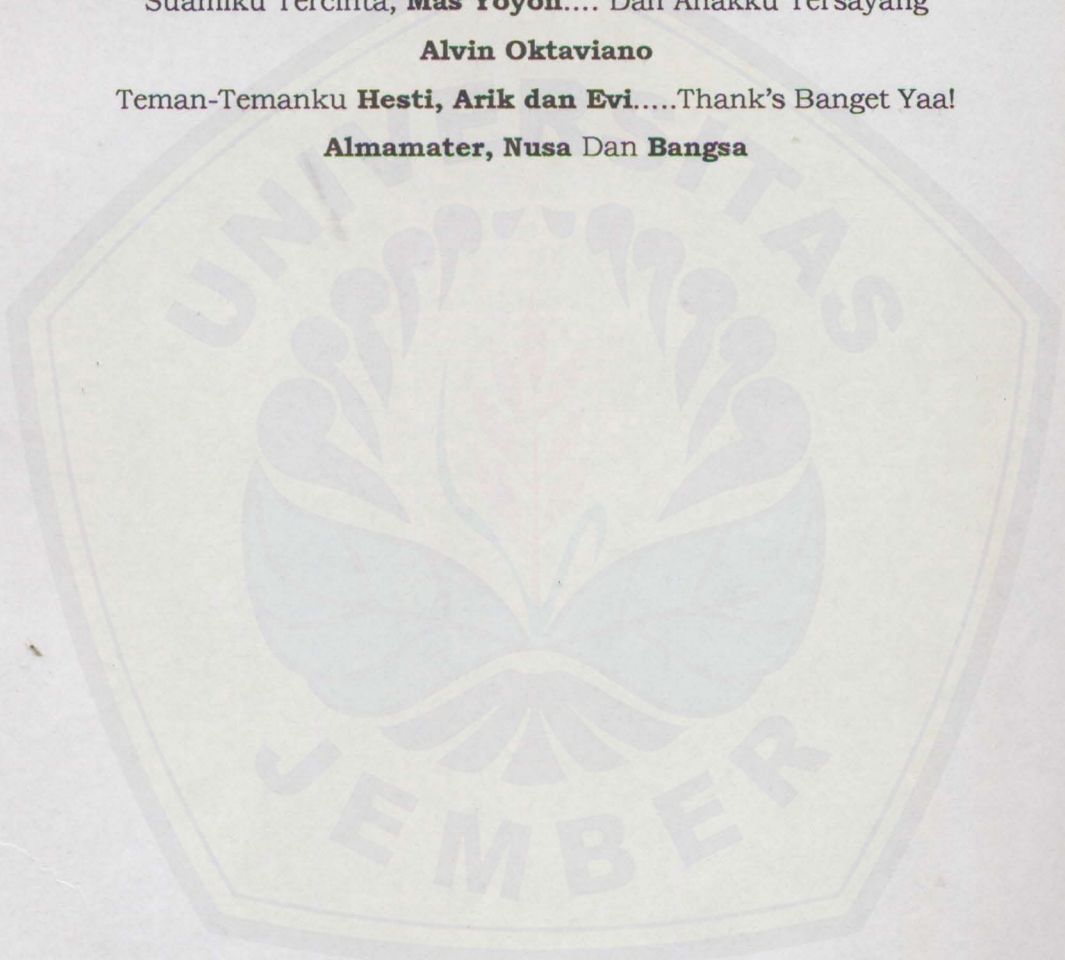 Suamiku Tercinta, Mas Yoyon.... Dan Anakku Tersayang
Alvin Oktaviano
Teman-Temanku Hesti, Arik dan Evi.....Thank's Banget Yaa!
Almamater, Nusa Dan Bangsa
UNIVERSITAS
JEMBER